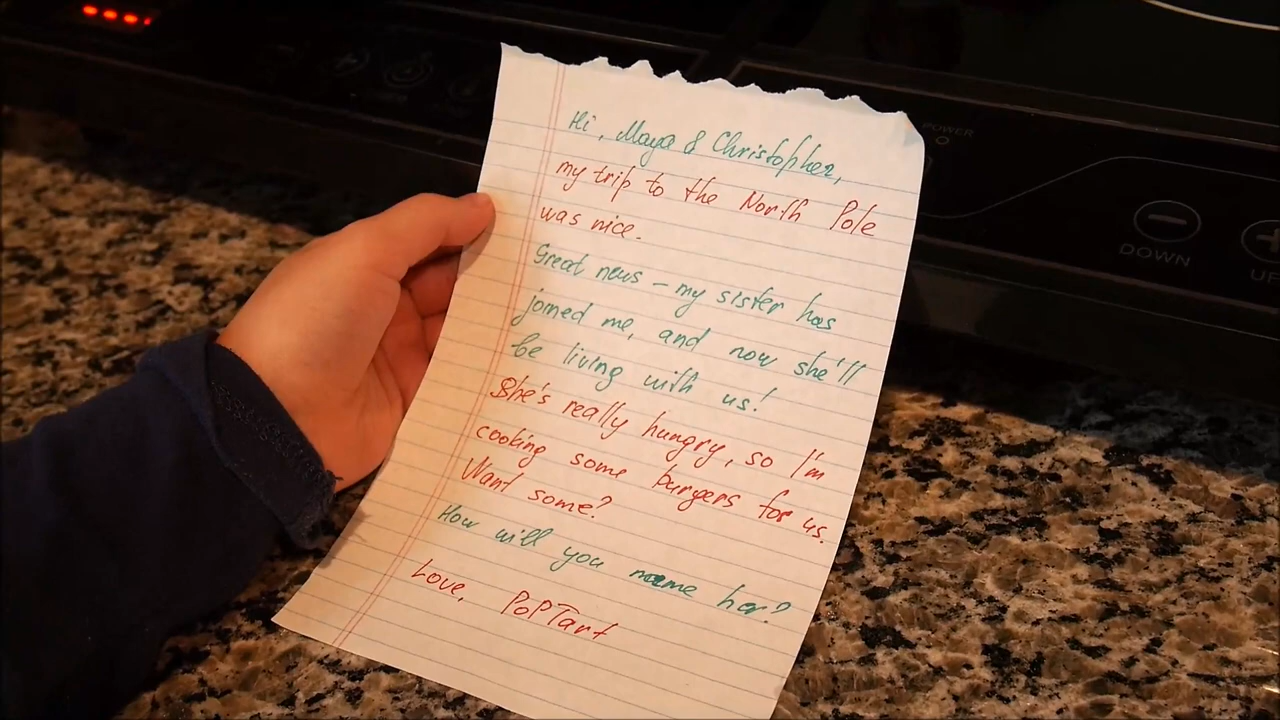 POWER
DOWN
UP
Hi, Maya & Christopher,
my trip to the North Pole
was nice.
Great news – my sister has
joined me, and now she'll
be living with us!
She's really hungry, so I'm
cooking some burgers for us.
Want some?
How will you name her?
Love, PoPTart